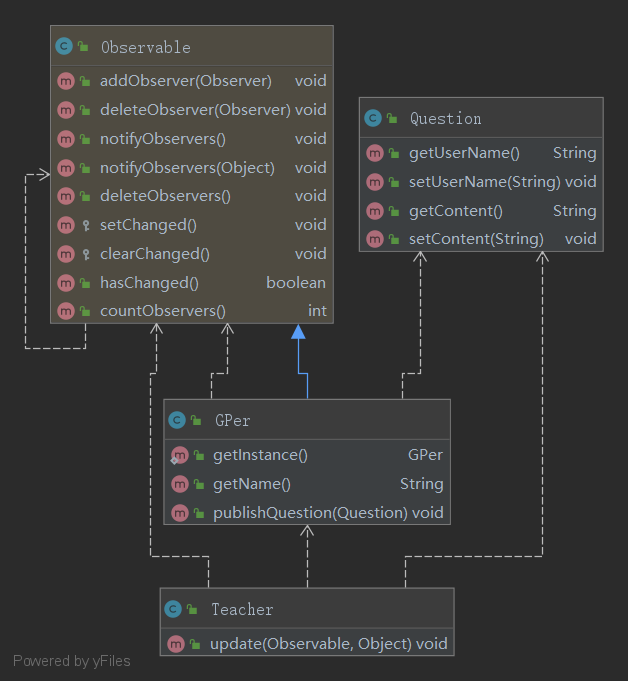 Observable
addObserver(Observer) void
deleteObserver(Observer) void
notifyObservers() void
notifyObservers(Object) void
deleteObservers() void
setChanged() void
clearChanged() void
hasChanged() boolean
countObservers() int
Question
getUserName() String
setUserName(String) void
getContent() String
setContent(String) void
GPer
getInstance() GPer
getName() String
publishQuestion(Question) void
Teacher
update(Observable, Object) void
Powered by yFiles